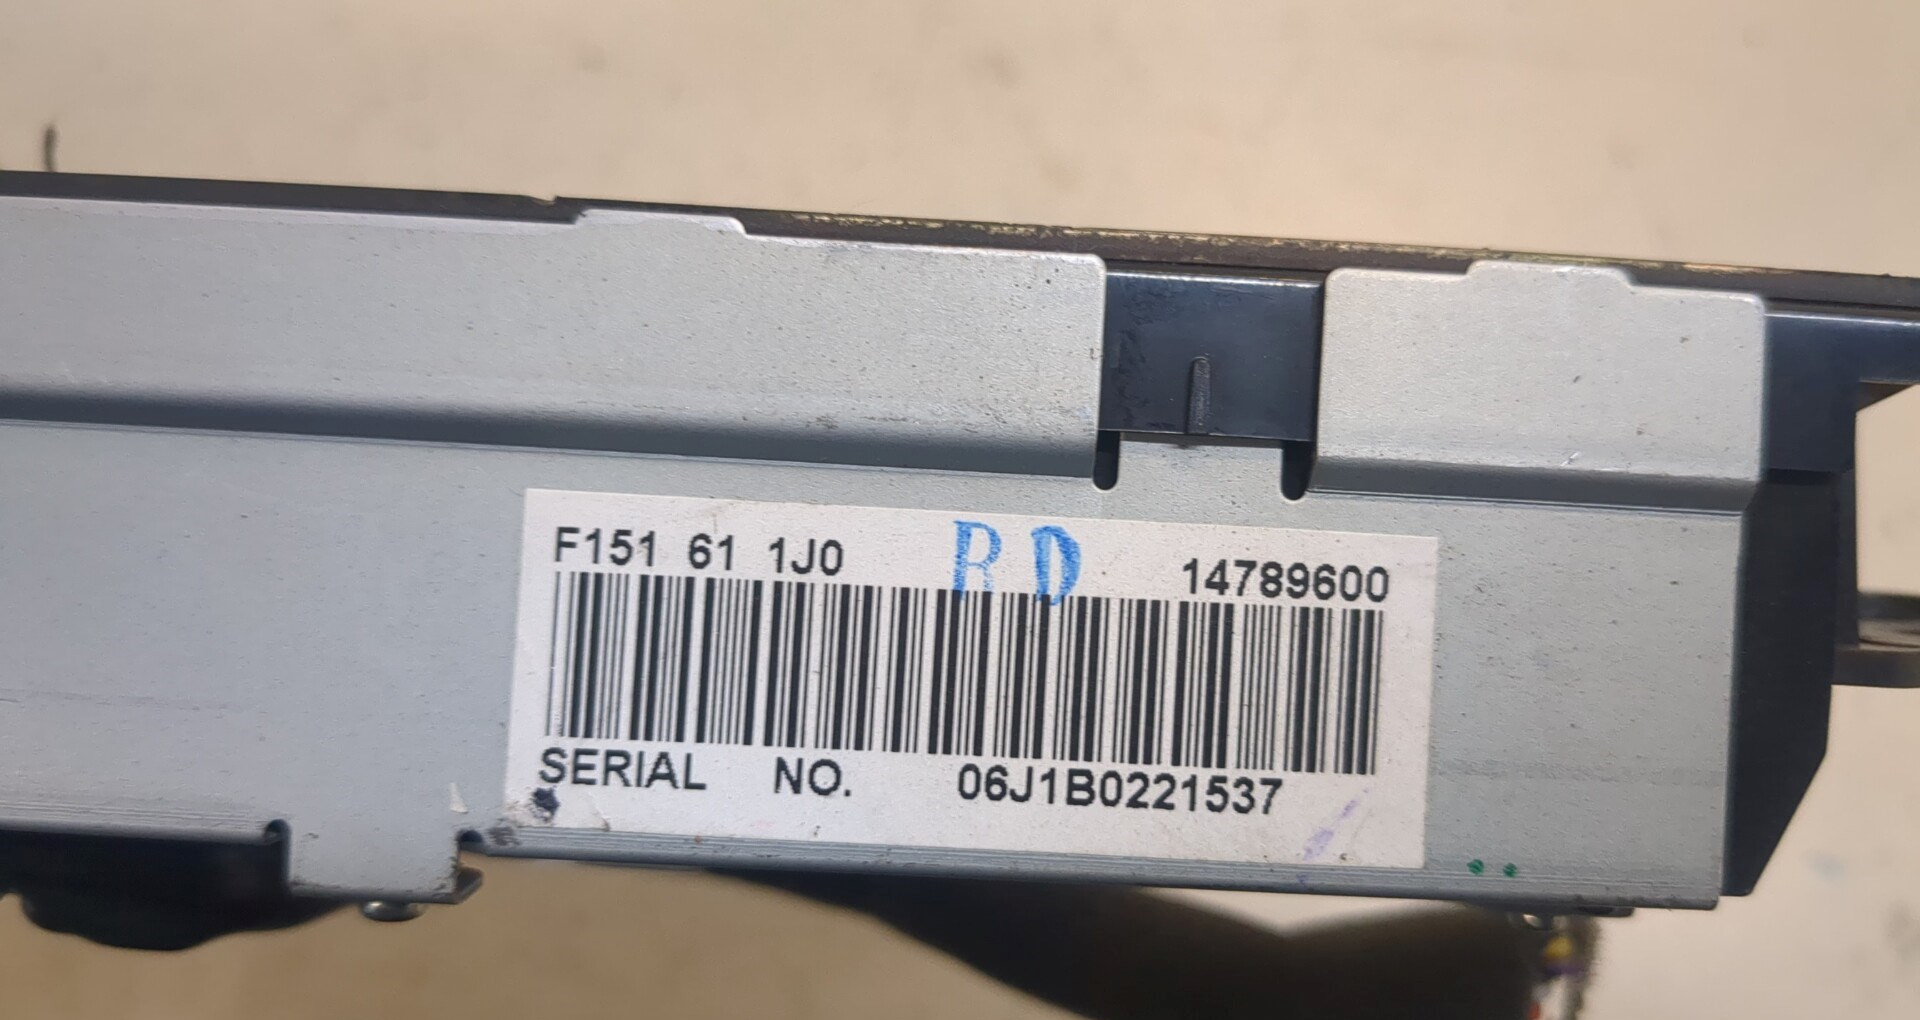 F151 61 1J0 RD 14789600
SERIAL NO. 06J1B0221537